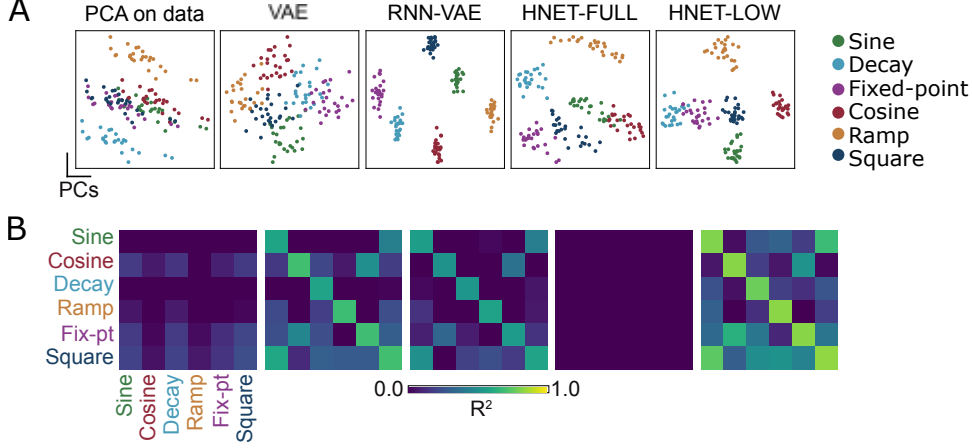 A
PCA on data
VAE
RNN-VAE
HNET-FULL
HNET-LOW
PCs
Sine
Decay
Fixed-point
Cosine
Ramp
Square
B
Sine
Cosine
Decay
Ramp
Fix-pt
Square
Sine
Cosine
Decay
Ramp
Fix-pt
Square
0.0
1.0
R²